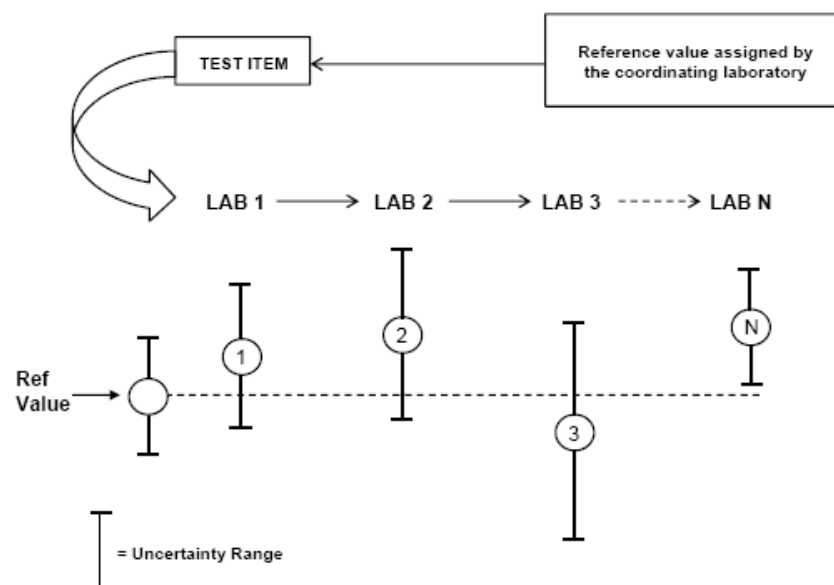 TEST ITEM
Reference value assigned by
the coordinating laboratory
LAB 1
LAB 2
LAB 3
LAB N
1
2
3
N
Ref
Value
= Uncertainty Range